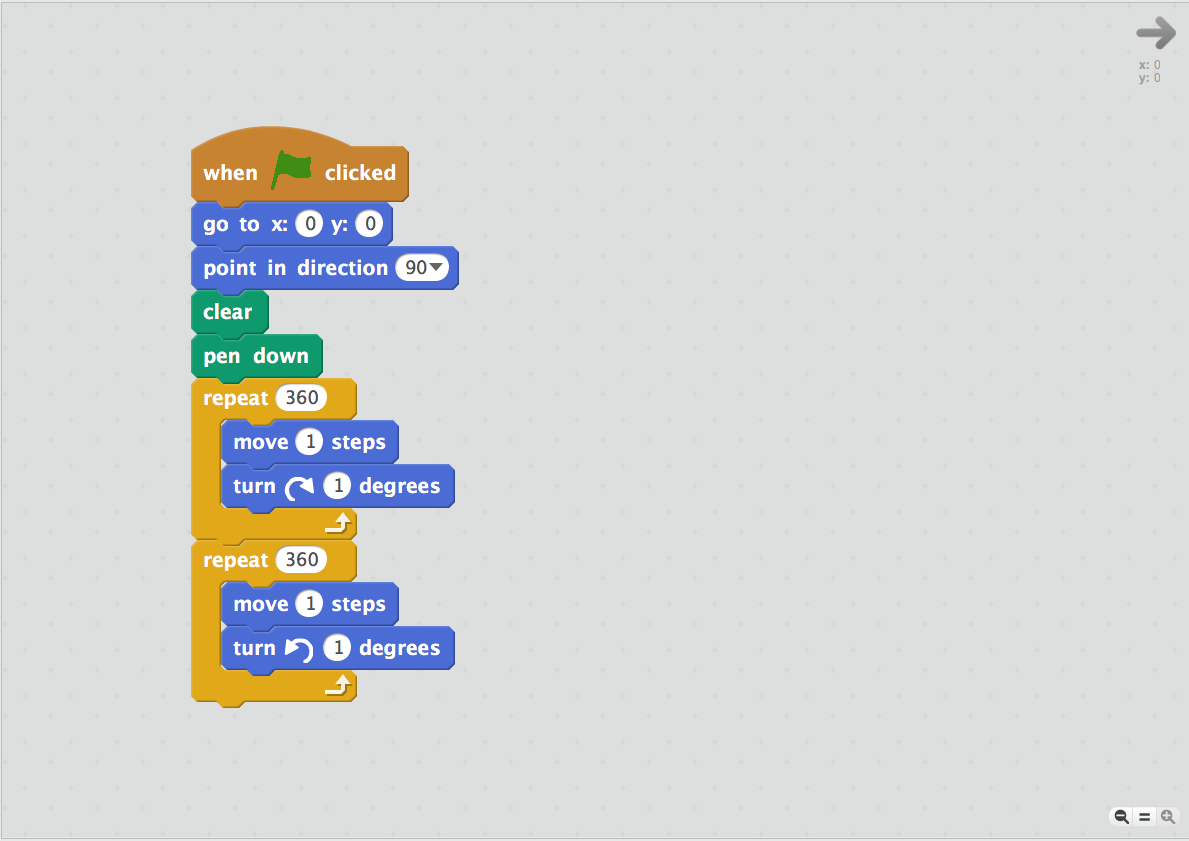 x: 0
y: 0
when clicked
go to x: 0 y: 0
point in direction 90
clear
pen down
repeat 360
move 1 steps
turn 1 degrees
repeat 360
move 1 steps
turn 1 degrees